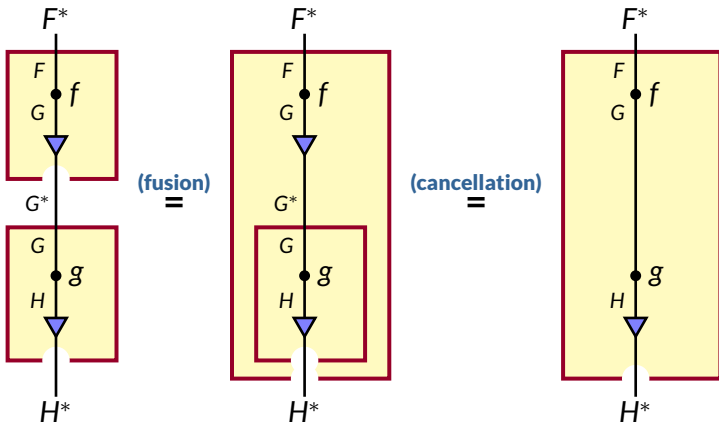 F* F* F*
F F F
f f f
G G G
(fusion) (cancellation)
= =
G* G*
G G
g g g
H H H
H* H* H*